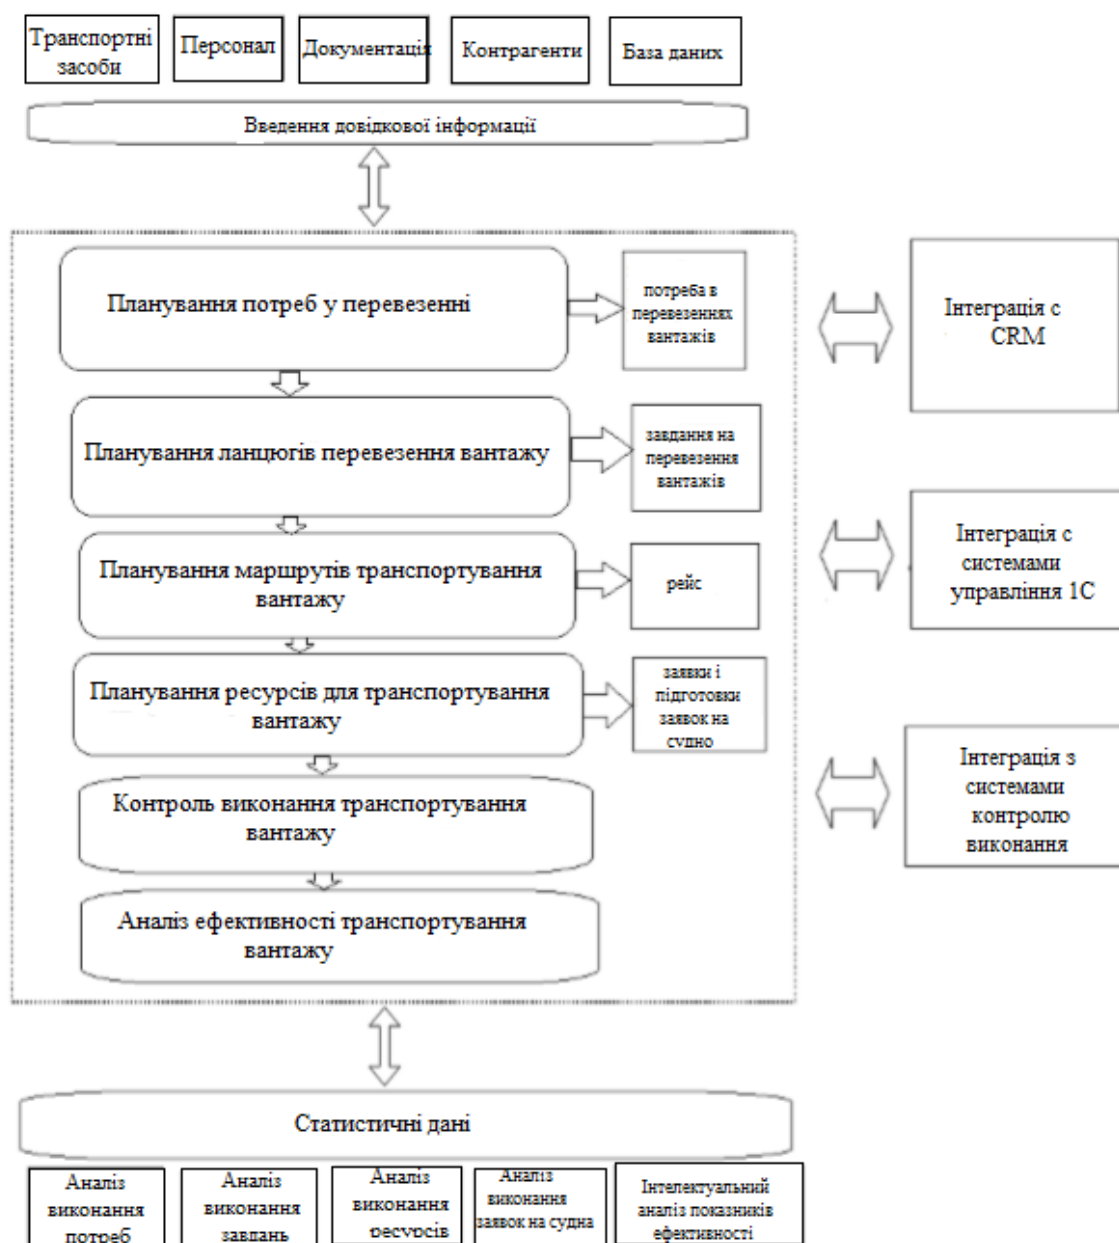 Транспортні
засоби
Персонал
Документація
Контрагенти
База даних
Введення довідкової інформації
Планування потреб у перевезенні
потреба в
перевезеннях
вантажів
Інтеграція с
CRM
Планування ланцюгів перевезення вантажу
завдання на
перевезення
вантажів
Планування маршрутів транспортування
вантажу
рейс
Інтеграція с
системами
управління 1С
Планування ресурсів для транспортування
вантажу
заявки і
підготовки
заявок на
судно
Контроль виконання транспортування
вантажу
Інтеграція з
системами
контролю
виконання
Аналіз ефективності транспортування
вантажу
Статистичні дані
Аналіз
виконання
потреб
Аналіз
виконання
завдань
Аналіз
виконання
ресурсів
Аналіз
виконання
заявок на судна
Інтелектуальний
аналіз показників
ефективності